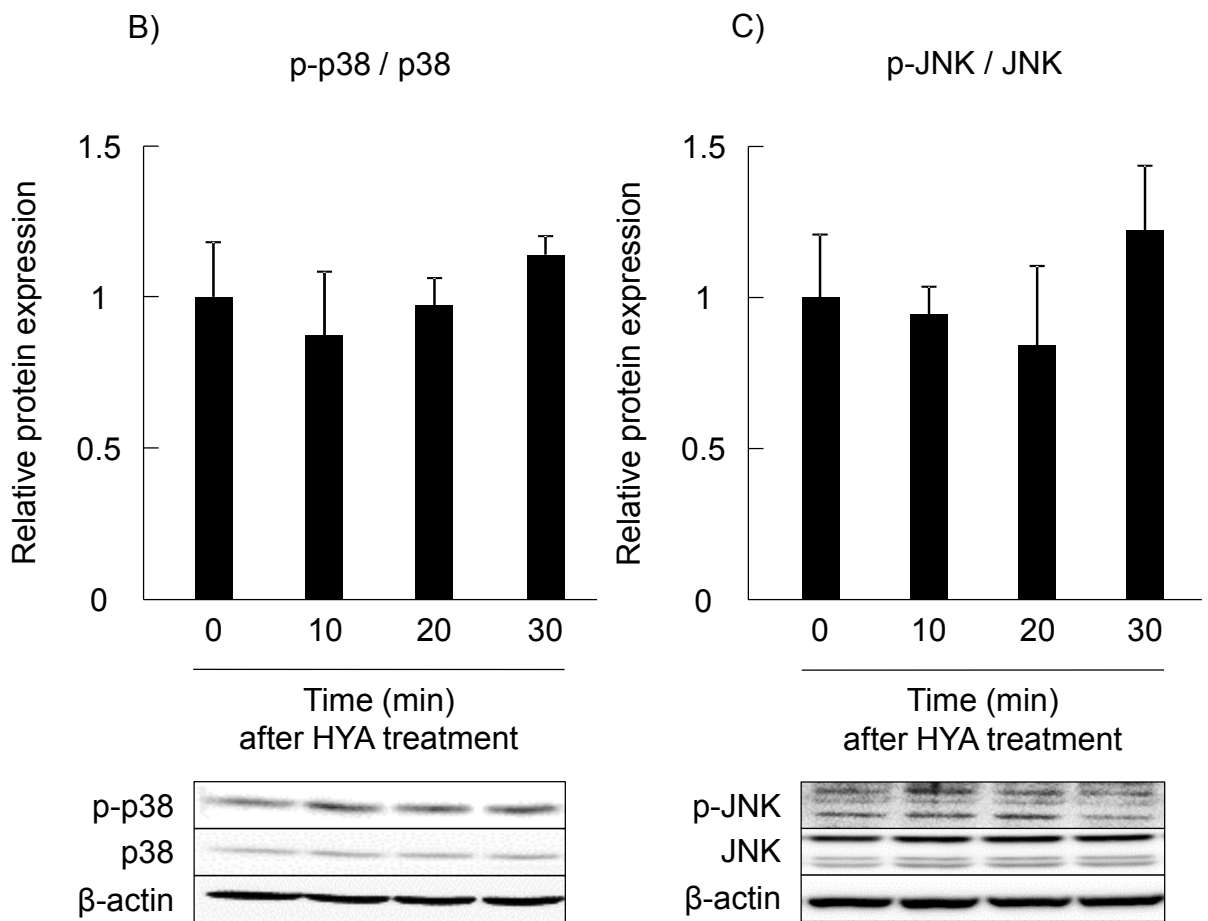 B)
p-p38 / p38
Relative protein expression
1.5
1
0.5
0
0 10 20 30
Time (min)
after HYA treatment
p-p38
p38
β-actin
C)
p-JNK / JNK
Relative protein expression
1.5
1
0.5
0
0 10 20 30
Time (min)
after HYA treatment
p-JNK
JNK
β-actin